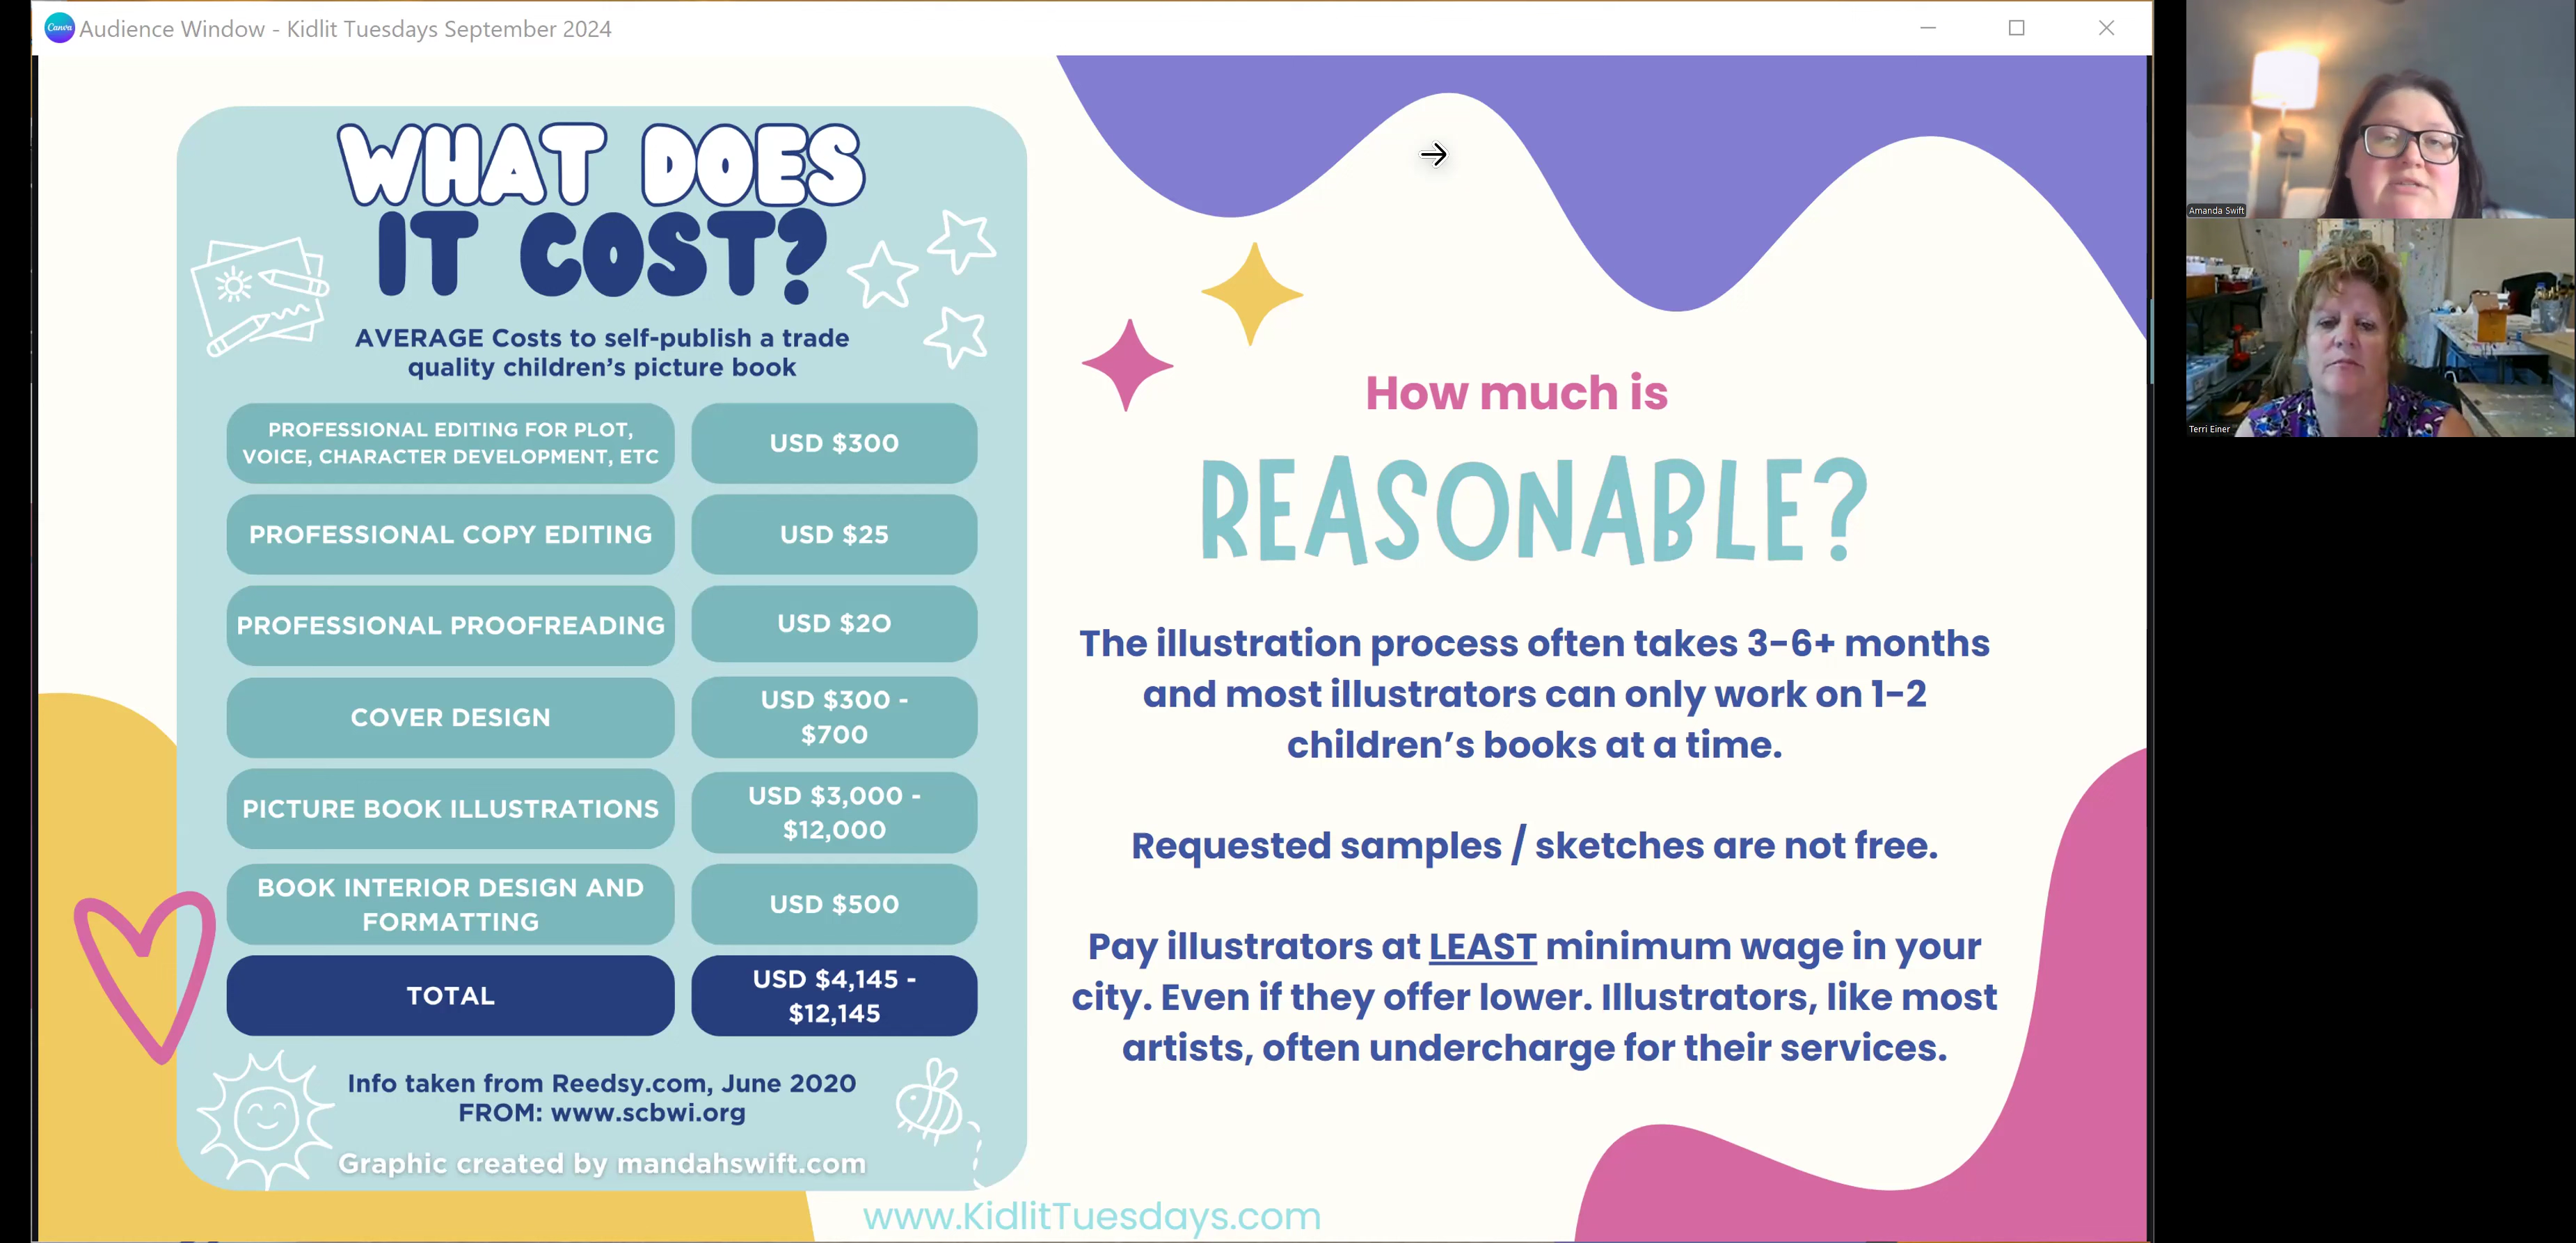 Canva
Audience Window - Kidlit Tuesdays September 2024
WHAT DOES
IT COST?
AVERAGE Costs to self-publish a trade
quality children's picture book
PROFESSIONAL EDITING FOR PLOT,
VOICE, CHARACTER DEVELOPMENT, ETC
USD $300
PROFESSIONAL COPY EDITING
USD $25
PROFESSIONAL PROOFREADING
USD $20
COVER DESIGN
USD $300 -
$700
PICTURE BOOK ILLUSTRATIONS
USD $3,000 -
$12,000
BOOK INTERIOR DESIGN AND
FORMATTING
USD $500
TOTAL
USD $4,145 -
$12,145
Info taken from Reedsy.com, June 2020
FROM: www.scbwi.org
Graphic created by mandahswift.com
How much is
REASONABLE?
The illustration process often takes 3-6+ months
and most illustrators can only work on 1-2
children's books at a time.
Requested samples / sketches are not free.
Pay illustrators at LEAST minimum wage in your
city. Even if they offer lower. Illustrators, like most
artists, often undercharge for their services.
www.KidlitTuesdays.com
Amanda Swift
Terri Einer